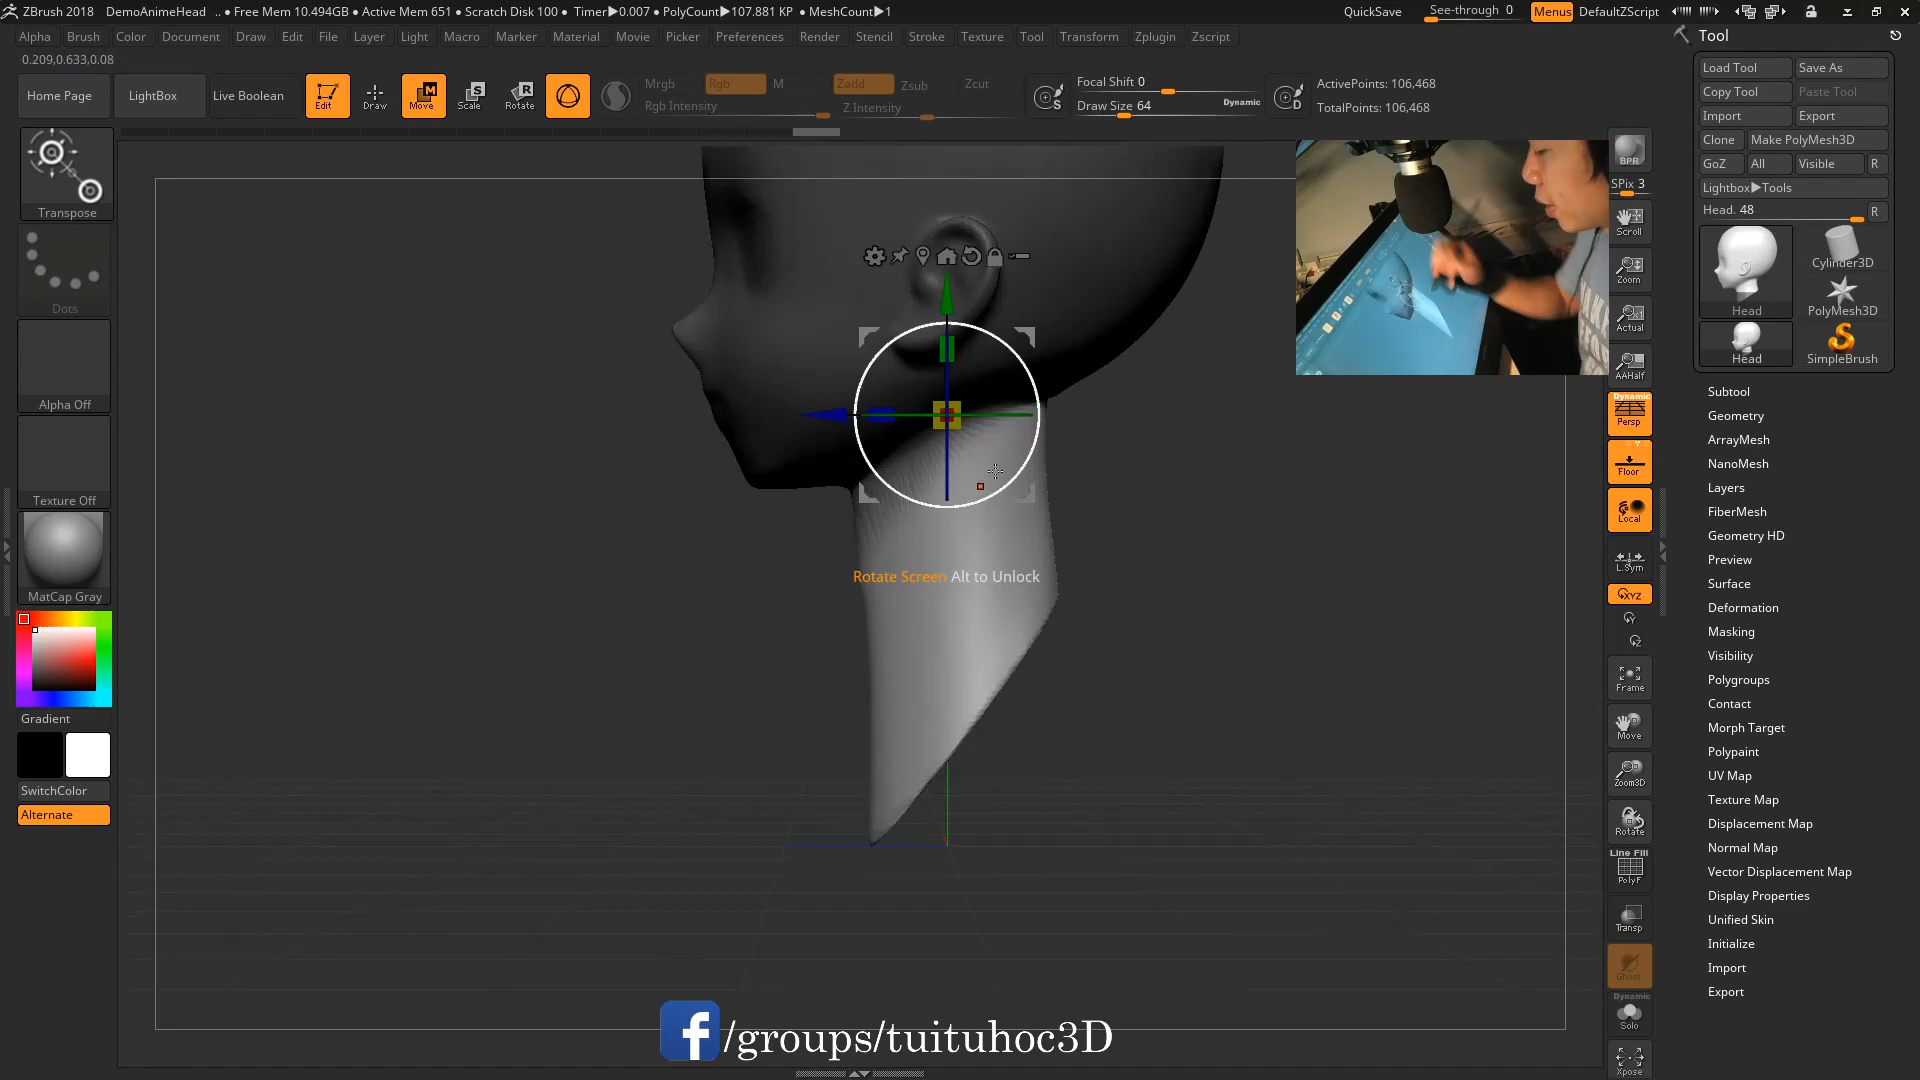 ZBrush 2018 DemoAnimeHead .. ● Free Mem 10.494GB ● Active Mem 651 ● Scratch Disk 100 ● Timer▶0.007 ● PolyCount▶107.881 KP ● MeshCount▶1 QuickSave See-through 0 Menus DefaultZScript
Alpha Brush Color Document Draw Edit File Layer Light Macro Marker Material Movie Picker Preferences Render Stencil Stroke Texture Tool Transform Zplugin Zscript
0.209,0.633,0.08
Home Page LightBox Live Boolean Edit Draw Move Scale Rotate
M S R
Mrgb Rgb M Zadd Zsub Zcut
Rgb Intensity Z Intensity
S Focal Shift 0
Draw Size 64 Dynamic D
ActivePoints: 106,468
TotalPoints: 106,468
Transpose
Dots
Alpha Off
Texture Off
MatCap Gray
Gradient
SwitchColor
Alternate
Rotate Screen Alt to Unlock
/groups/tuituhoc3D
BPR
SPix 3
Scroll
Zoom
Actual
AAHalf
Dynamic
Persp
Floor
Local
L.Sym
XYZ
Y
Z
Frame
Move
Zoom3D
Rotate
Line Fill
PolyF
Transp
Ghost
Dynamic
Solo
Xpose
Tool
Load Tool Save As
Copy Tool Paste Tool
Import Export
Clone Make PolyMesh3D
GoZ All Visible R
Lightbox▶Tools
Head. 48 R
Head Cylinder3D
PolyMesh3D
Head SimpleBrush
Subtool
Geometry
ArrayMesh
NanoMesh
Layers
FiberMesh
Geometry HD
Preview
Surface
Deformation
Masking
Visibility
Polygroups
Contact
Morph Target
Polypaint
UV Map
Texture Map
Displacement Map
Normal Map
Vector Displacement Map
Display Properties
Unified Skin
Initialize
Import
Export